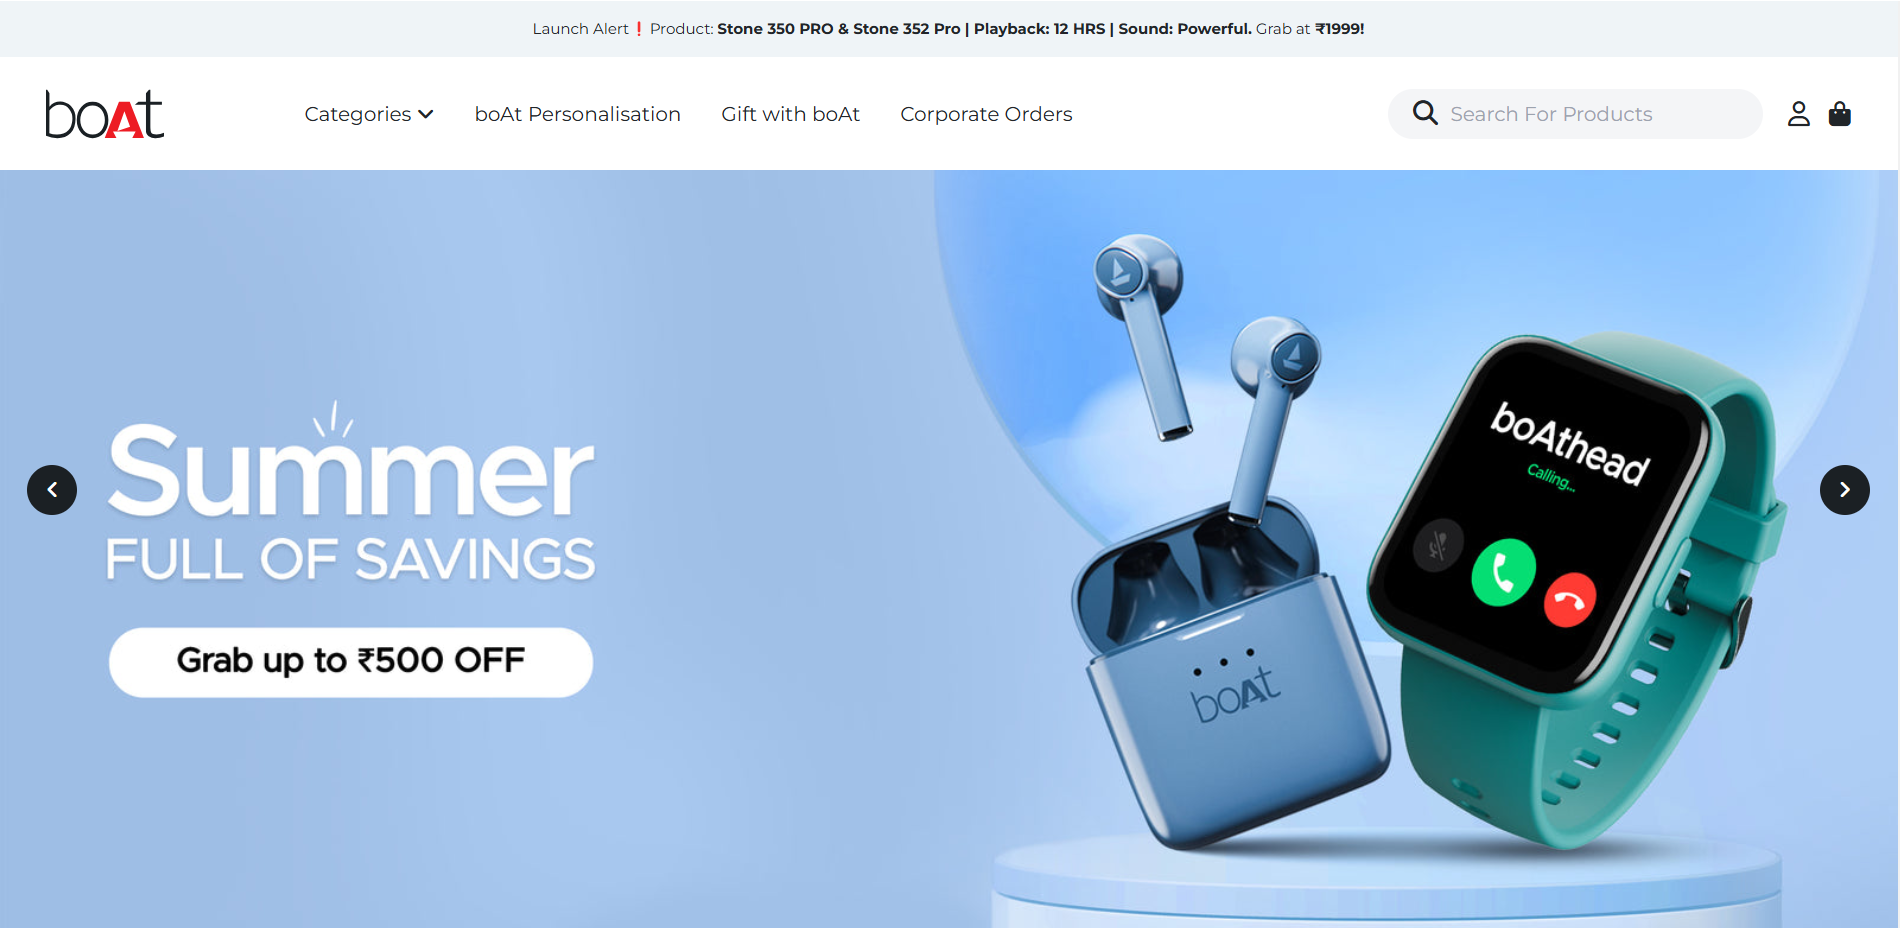 Launch Alert❗Product: Stone 350 PRO & Stone 352 Pro | Playback: 12 HRS | Sound: Powerful. Grab at ₹1999!
boAt
Categories
boAt Personalisation
Gift with boAt
Corporate Orders
Search For Products
Summer
FULL OF SAVINGS
Grab up to ₹500 OFF
boAthead
Calling...
boAt